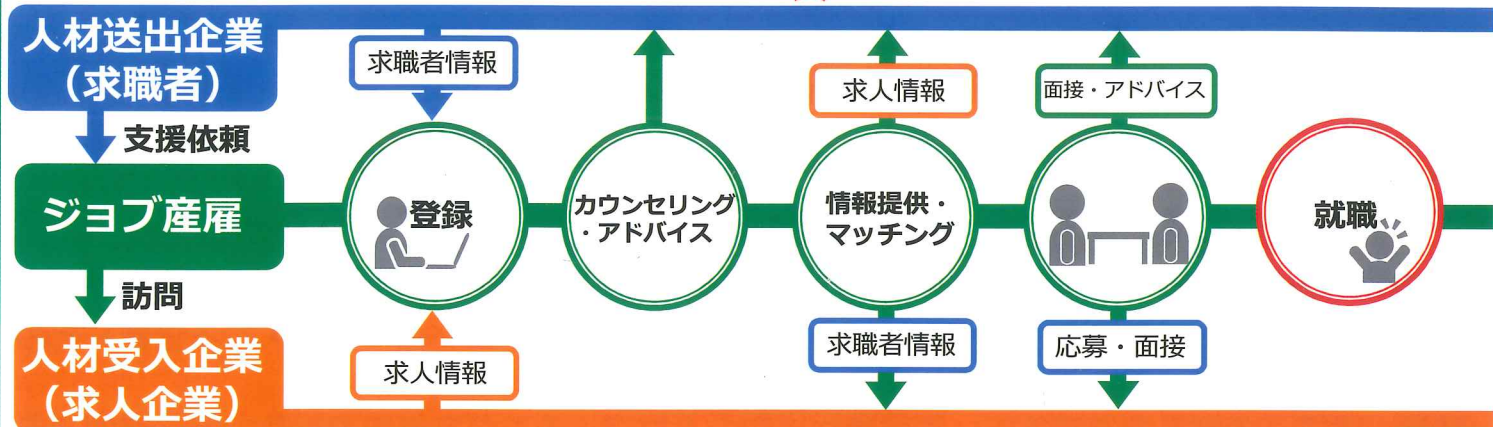 人材送出企業
（求職者）
支援依頼
ジョブ産雇
訪問
人材受入企業
（求人企業）
求職者情報
登録
求人情報
カウンセリング
・アドバイス
求人情報
情報提供・
マッチング
求職者情報
面接・アドバイス
応募・面接
就職